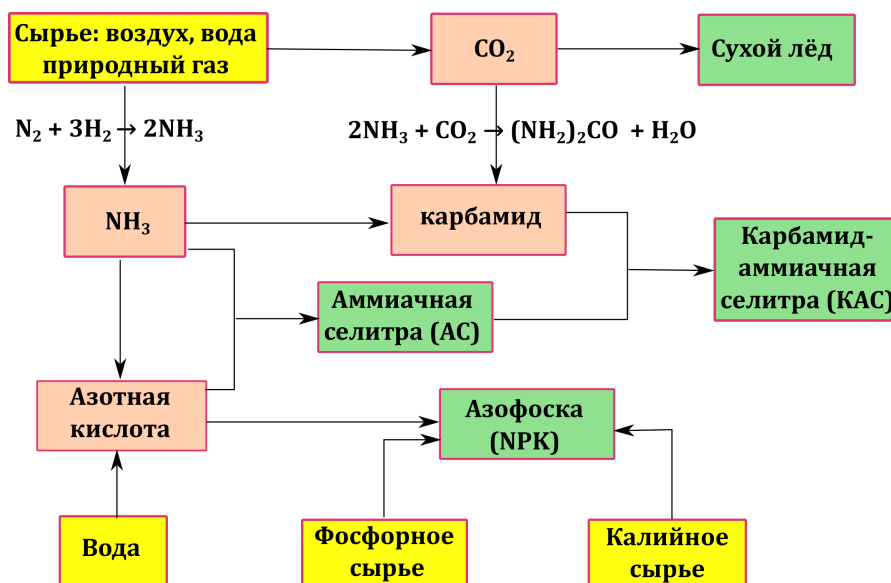 Сырье: воздух, вода
природный газ
CO₂
Сухой лёд
N₂ + 3H₂ → 2NH₃
2NH₃ + CO₂ → (NH₂)₂CO + H₂O
NH₃
карбамид
Карбамид-
аммиачная
селитра (КАС)
Аммиачная
селитра (АС)
Азотная
кислота
Азофоска
(NPK)
Вода
Фосфорное
сырье
Калийное
сырье